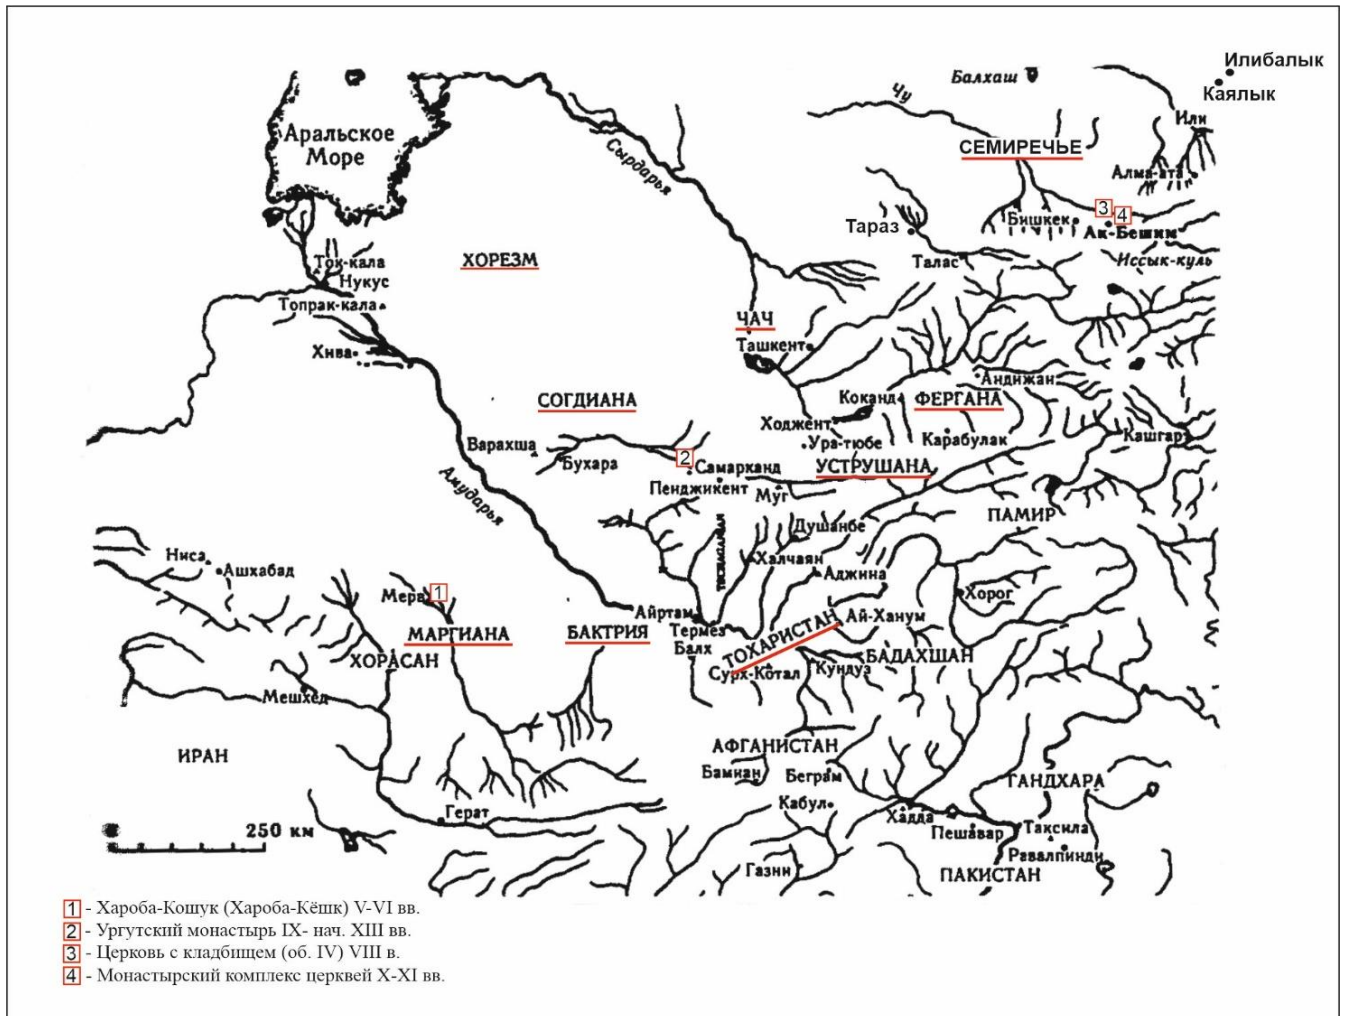 Илибалык
Балхаш
Каялык
Чу
Или
Аральское
Море
Сырдарья
СЕМИРЕЧЬЕ
Алма-ата
3
4
Бишкек
Ак-Бешим
Тараз
Талас
Иссык-куль
ХОРЕЗМ
Ток-кала
Нукус
Топрак-кала
ЧАЧ
Ташкент
Хива
Андижан
СОГДИАНА
Коканд
ФЕРГАНА
Ходжент
Варахша
Ура-тюбе
Карабулак
Кашгар
Бухара
2
Самарканд
УСТРУШАНА
Пенджикент
Муг
Амударья
ПАМИР
Душанбе
Ниса
Ашхабад
Халчаян
Аджина
Мерв
1
Хорог
Айртам
Ай-Ханум
МАРГИАНА
БАКТРИЯ
Термез
ТОХАРИСТАН
Балх
ХОРАСАН
БАДАХШАН
Сурх-Котал
Кундуз
Мешхед
ИРАН
АФГАНИСТАН
Бамиан
Беграм
ГАНДХАРА
Кабул
Герат
Хадда
250 км
Пешавар
Таксила
Равалпинди
Газни
ПАКИСТАН
1 - Хароба-Кошук (Хароба-Кёшк) V-VI вв.
2 - Ургутский монастырь IX- нач. XIII вв.
3 - Церковь с кладбищем (об. IV) VIII в.
4 - Монастырский комплекс церквей X-XI вв.